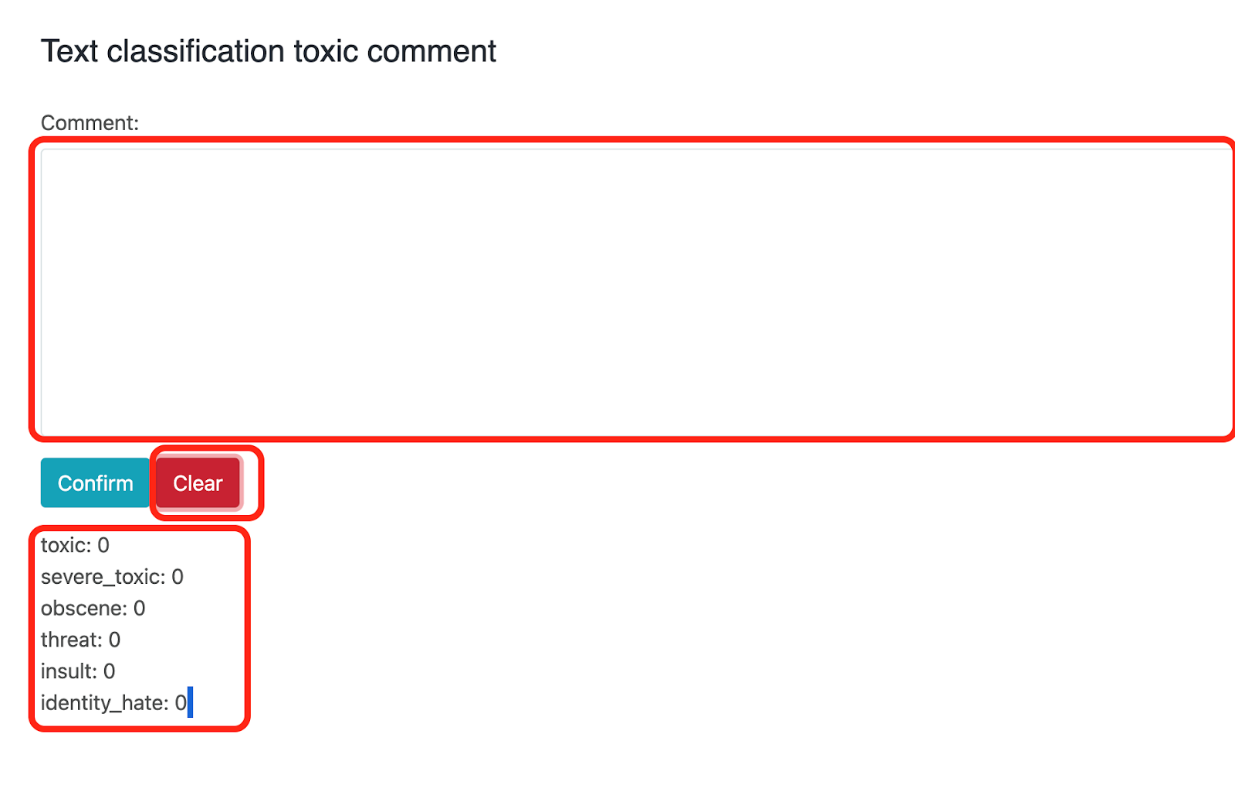 Text classification toxic comment
Comment:
Confirm Clear
toxic: 0
severe_toxic: 0
obscene: 0
threat: 0
insult: 0
identity_hate: 0